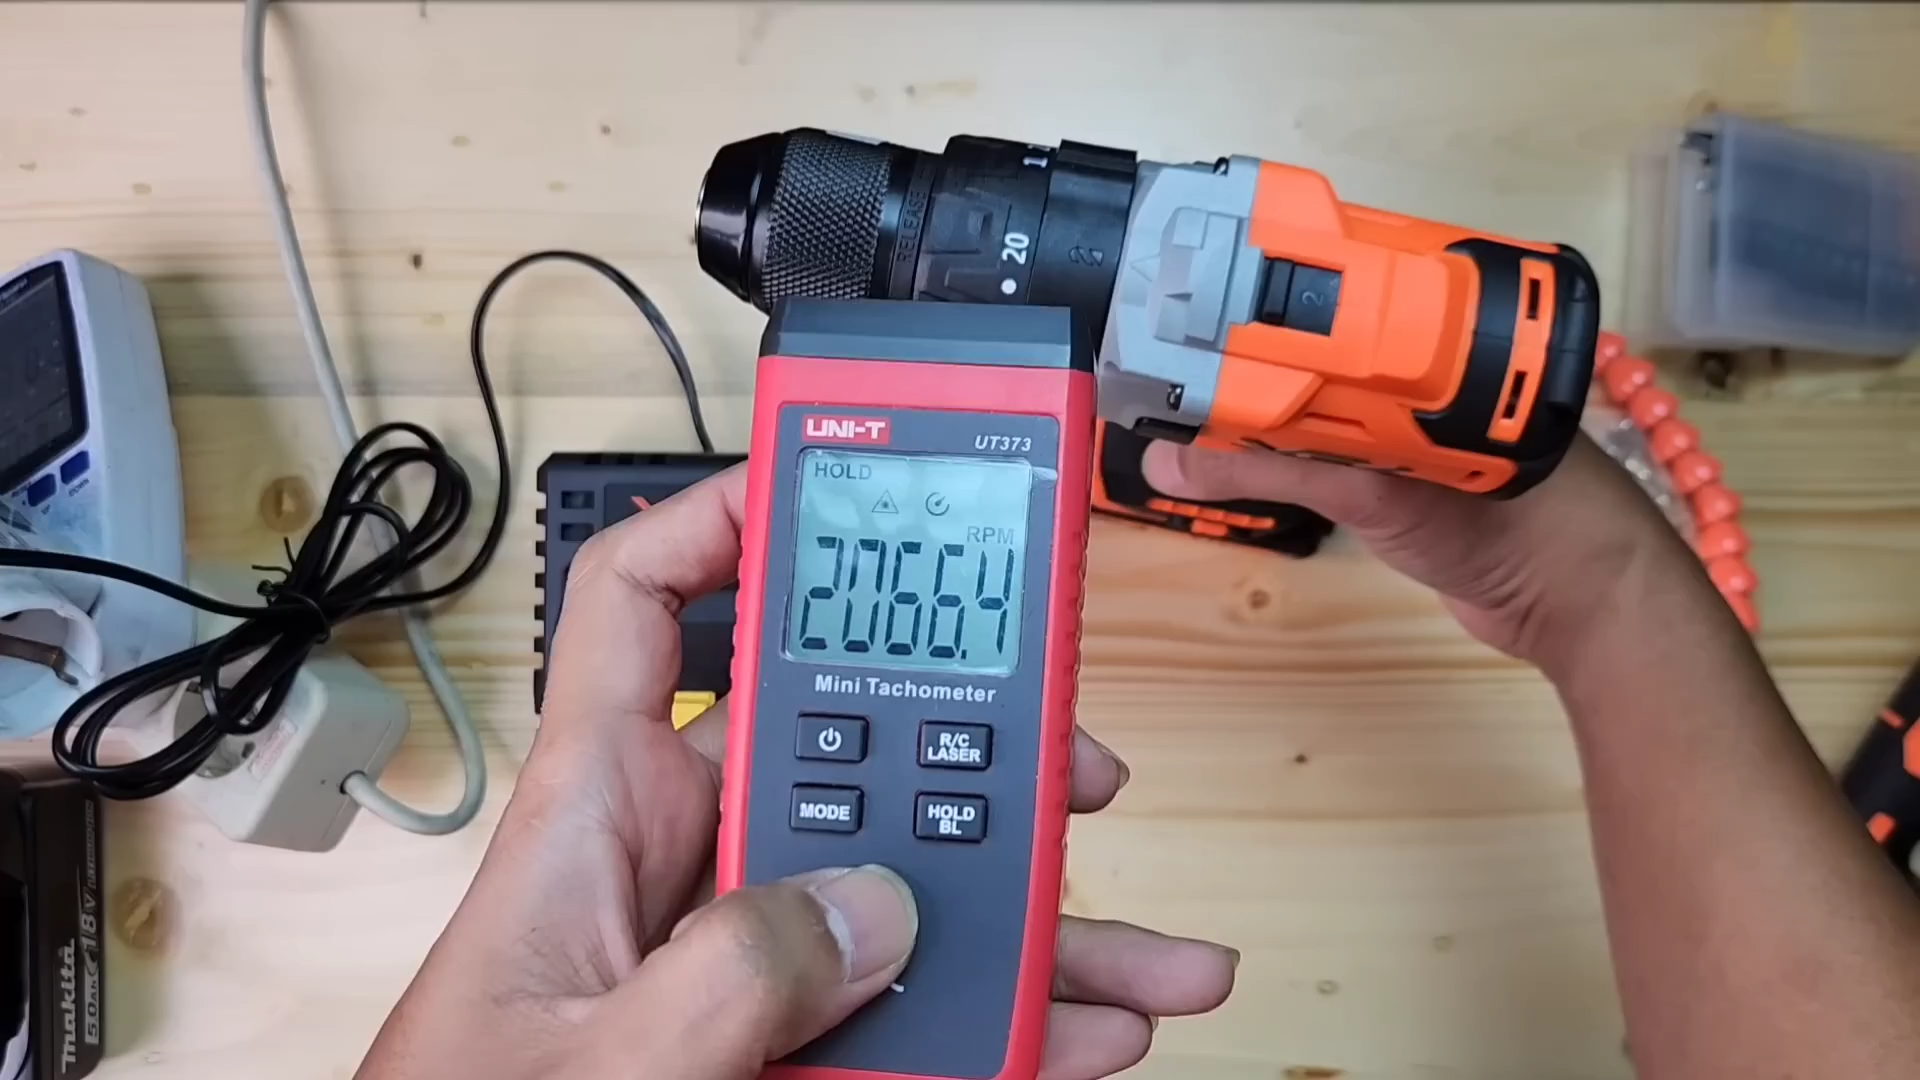 RELEASE
20
2
UNI-T
UT373
HOLD
RPM
2066.4
Mini Tachometer
R/C
LASER
MODE
HOLD
BL
DOWN
makita
5.0Ah
18V